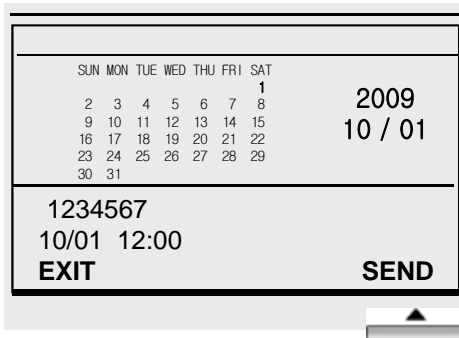 SUN MON TUE WED THU FRI SAT
1
2 3 4 5 6 7 8
9 10 11 12 13 14 15
16 17 18 19 20 21 22
23 24 25 26 27 28 29
30 31
2009
10 / 01
1234567
10/01 12:00
EXIT SEND